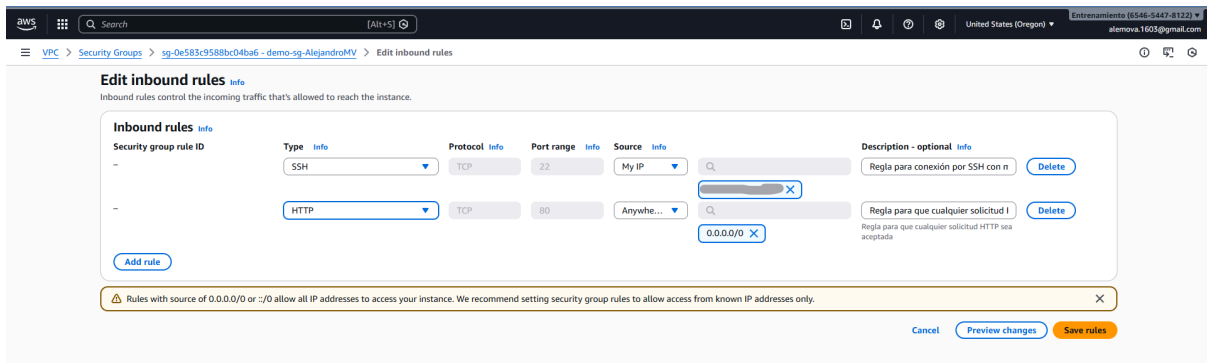 aws
Search [Alt+S] United States (Oregon) Entrenamiento (6546-5447-8122)
alemova.1603@gmail.com
VPC > Security Groups > sg-0e583c9588bc04ba6 - demo-sg-AlejandroMV > Edit inbound rules
Edit inbound rules Info
Inbound rules control the incoming traffic that's allowed to reach the instance.
Inbound rules Info
Security group rule ID Type Info Protocol Info Port range Info Source Info Description - optional Info
– SSH TCP 22 My IP Regla para conexión por SSH con Delete
– HTTP TCP 80 Anywhe... Regla para que cualquier solicitud Delete
0.0.0.0/0 Regla para que cualquier solicitud HTTP sea
aceptada
Add rule
Rules with source of 0.0.0.0/0 or ::/0 allow all IP addresses to access your instance. We recommend setting security group rules to allow access from known IP addresses only.
Cancel Preview changes Save rules